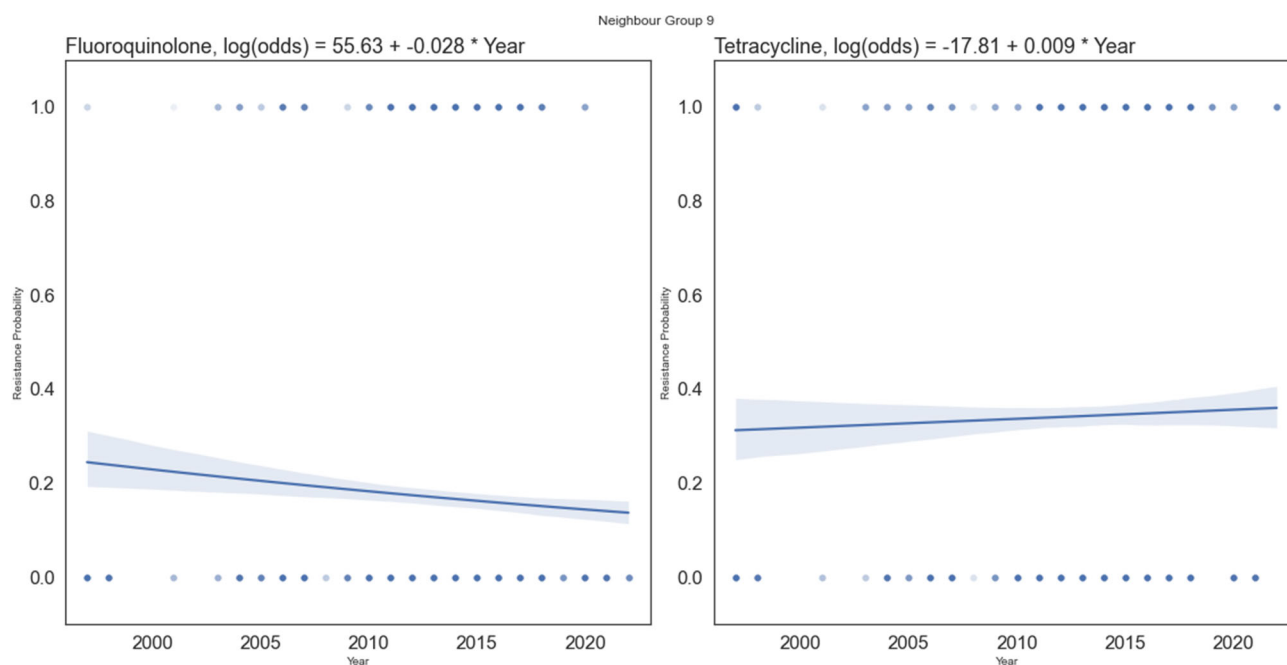 Neighbour Group 9
Fluoroquinolone, log(odds) = 55.63 + -0.028 * Year
Tetracycline, log(odds) = -17.81 + 0.009 * Year
Resistance Probability
1.0
0.8
0.6
0.4
0.2
0.0
2000 2005 2010 2015 2020
Year
Resistance Probability
1.0
0.8
0.6
0.4
0.2
0.0
2000 2005 2010 2015 2020
Year